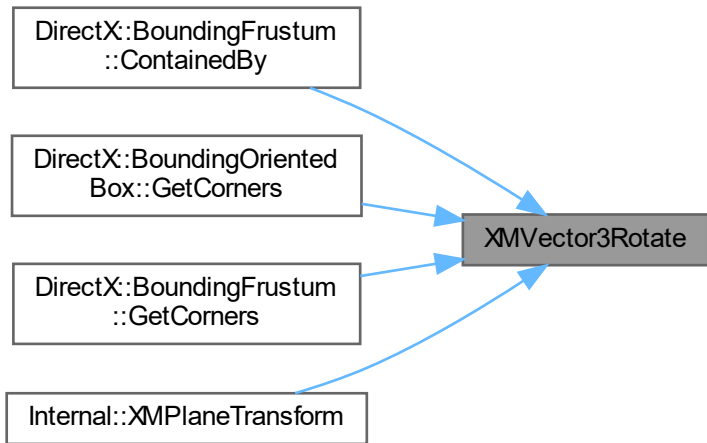 DirectX::BoundingFrustum
::ContainedBy
DirectX::BoundingOriented
Box::GetCorners
XMVector3Rotate
DirectX::BoundingFrustum
::GetCorners
Internal::XMPlaneTransform